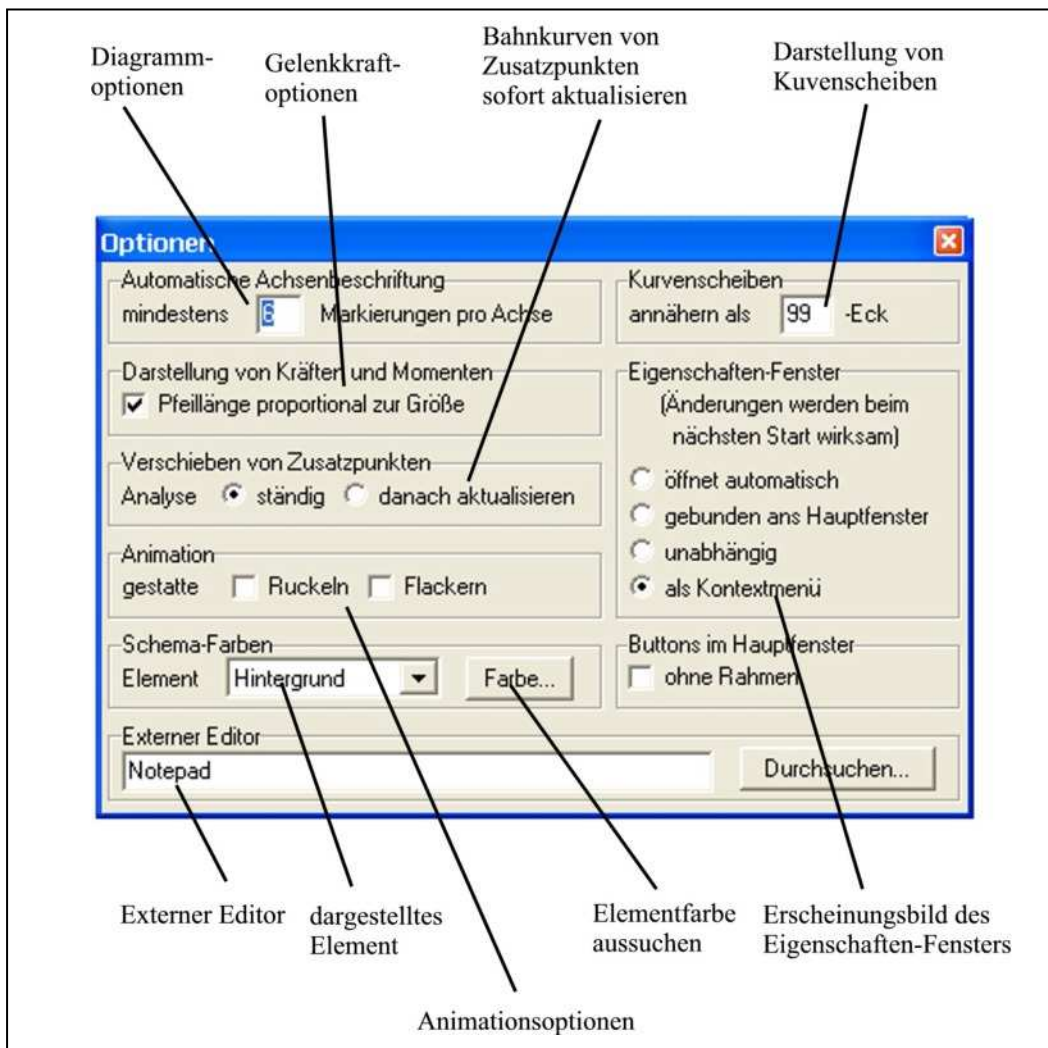 Diagramm-
optionen
Gelenkkraft-
optionen
Bahnkurven von
Zusatzpunkten
sofort aktualisieren
Darstellung von
Kuvenscheiben
Optionen
Automatische Achsenbeschriftung
mindestens 6 Markierungen pro Achse
Kurvenscheiben
annähern als 99 -Eck
Darstellung von Kräften und Momenten
Pfeillänge proportional zur Größe
Verschieben von Zusatzpunkten
Analyse ständig danach aktualisieren
Animation
gestatte Ruckeln Flackern
Eigenschaften-Fenster
(Änderungen werden beim
nächsten Start wirksam)
öffnet automatisch
gebunden ans Hauptfenster
unabhängig
als Kontextmenü
Schema-Farben
Element Hintergrund Farbe...
Buttons im Hauptfenster
ohne Rahmen
Externer Editor
Notepad Durchsuchen...
Externer Editor
dargestelltes
Element
Elementfarbe
aussuchen
Erscheinungsbild des
Eigenschaften-Fensters
Animationsoptionen